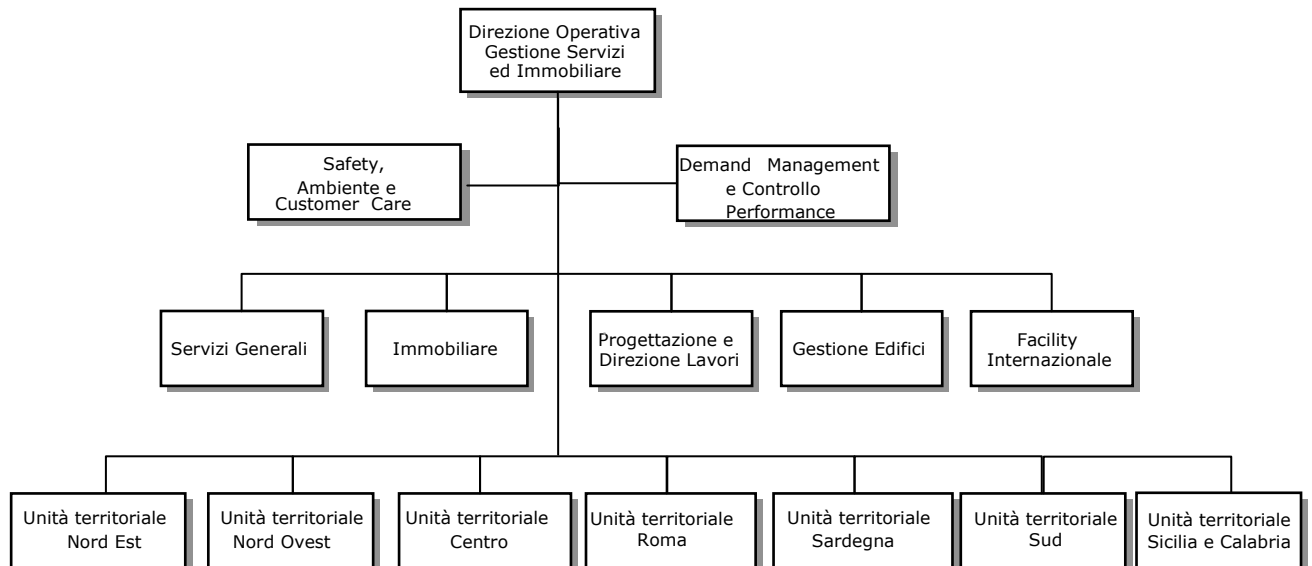 Direzione Operativa
Gestione Servizi
ed Immobiliare
Safety,
Ambiente e
Customer Care
Demand Management
e Controllo
Performance
Servizi Generali
Immobiliare
Progettazione e
Direzione Lavori
Gestione Edifici
Facility
Internazionale
Unità territoriale
Nord Est
Unità territoriale
Nord Ovest
Unità territoriale
Centro
Unità territoriale
Roma
Unità territoriale
Sardegna
Unità territoriale
Sud
Unità territoriale
Sicilia e Calabria